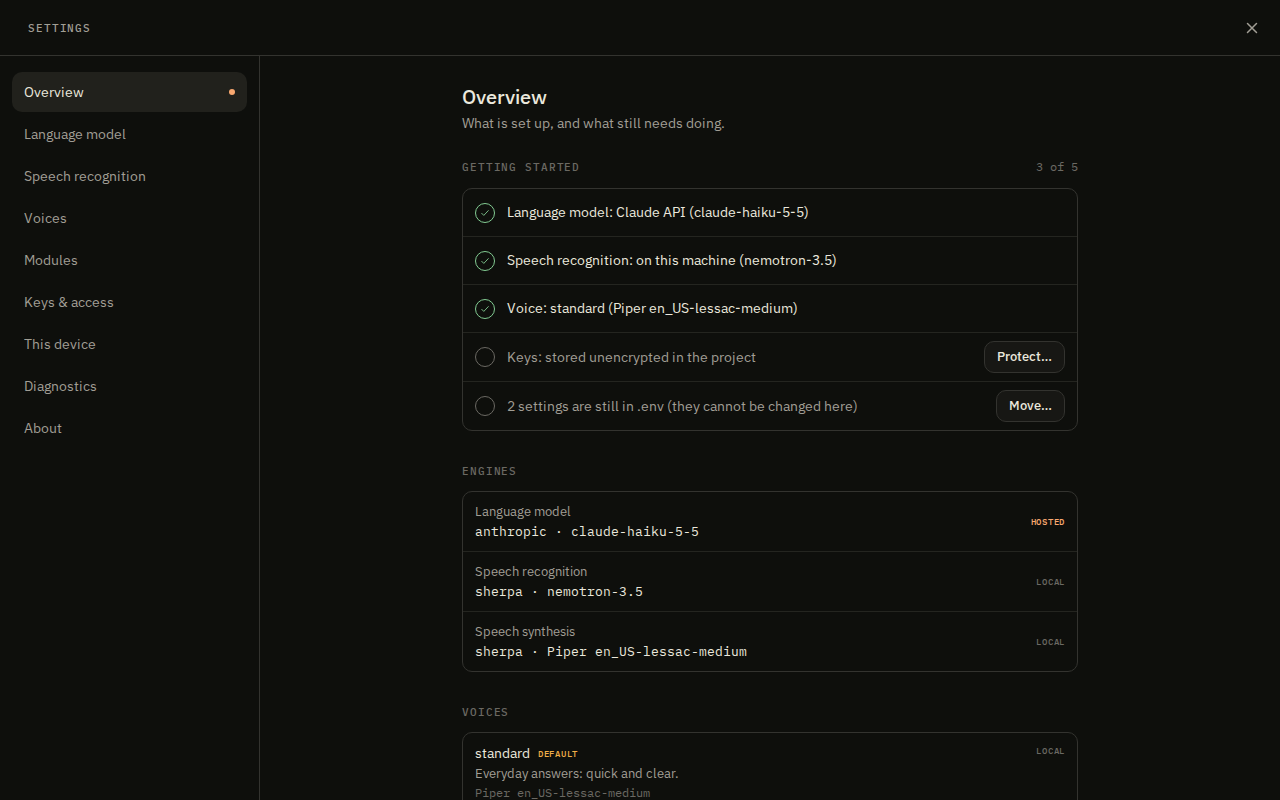 SETTINGS
Overview
Language model
Speech recognition
Voices
Modules
Keys & access
This device
Diagnostics
About
Overview
What is set up, and what still needs doing.
GETTING STARTED 3 of 5
Language model: Claude API (claude-haiku-5-5)
Speech recognition: on this machine (nemotron-3.5)
Voice: standard (Piper en_US-lessac-medium)
Keys: stored unencrypted in the project Protect...
2 settings are still in .env (they cannot be changed here) Move...
ENGINES
Language model
anthropic · claude-haiku-5-5 HOSTED
Speech recognition
sherpa · nemotron-3.5 LOCAL
Speech synthesis
sherpa · Piper en_US-lessac-medium LOCAL
VOICES
standard DEFAULT LOCAL
Everyday answers: quick and clear.
Piper en_US-lessac-medium